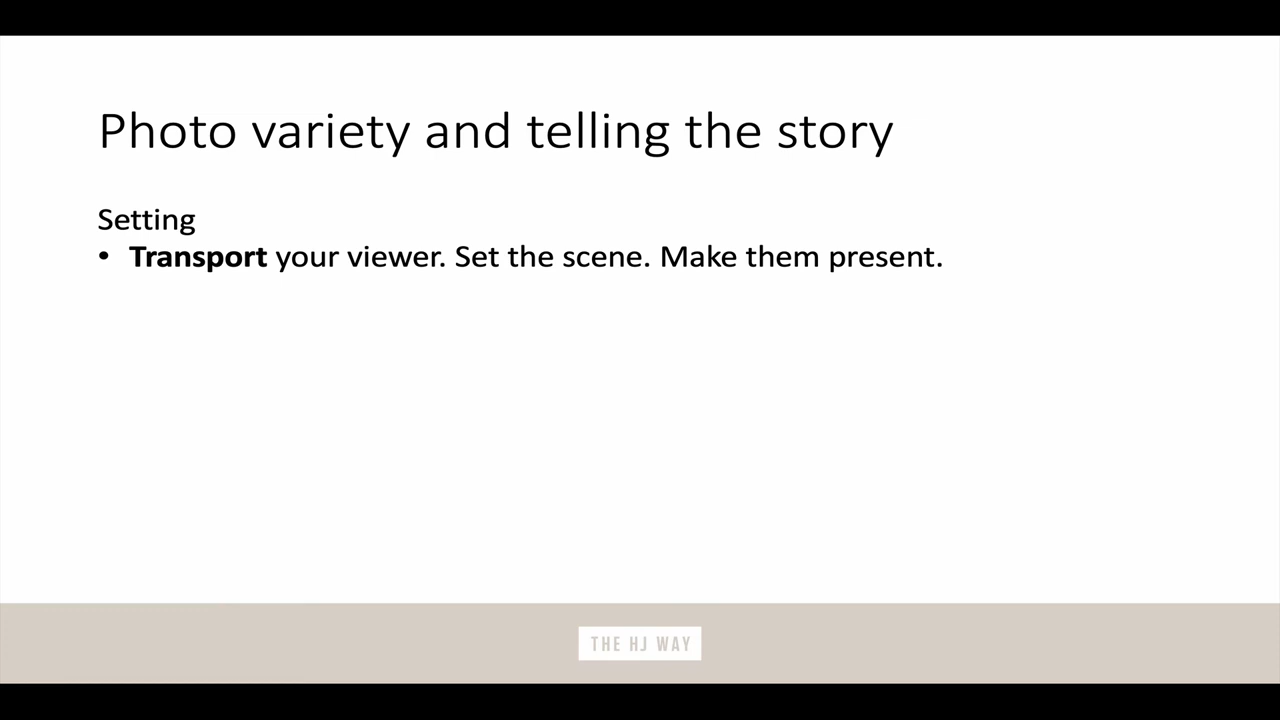 Photo variety and telling the story
Setting
• Transport your viewer. Set the scene. Make them present.
THE HJ WAY